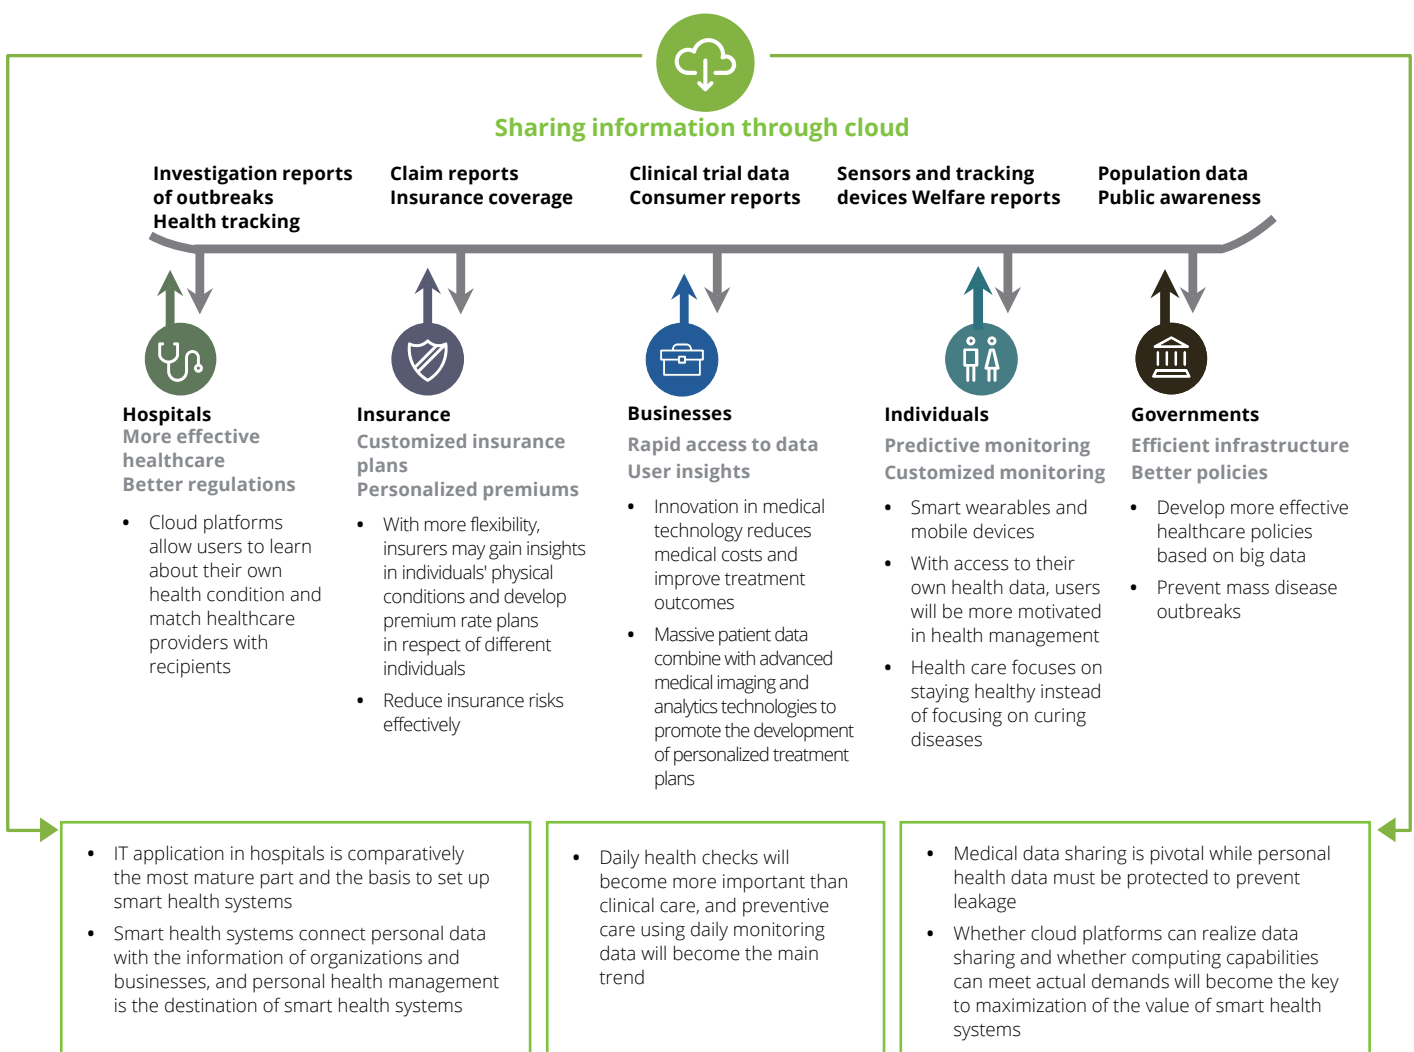 Sharing information through cloud
Investigation reports
of outbreaks
Health tracking
Claim reports
Insurance coverage
Clinical trial data
Consumer reports
Sensors and tracking
devices Welfare reports
Population data
Public awareness
Hospitals
More effective
healthcare
Better regulations
• Cloud platforms
allow users to learn
about their own
health condition and
match healthcare
providers with
recipients
Insurance
Customized insurance
plans
Personalized premiums
• With more flexibility,
insurers may gain insights
in individuals' physical
conditions and develop
premium rate plans
in respect of different
individuals
• Reduce insurance risks
effectively
Businesses
Rapid access to data
User insights
• Innovation in medical
technology reduces
medical costs and
improve treatment
outcomes
• Massive patient data
combine with advanced
medical imaging and
analytics technologies to
promote the development
of personalized treatment
plans
Individuals
Predictive monitoring
Customized monitoring
• Smart wearables and
mobile devices
• With access to their
own health data, users
will be more motivated
in health management
• Health care focuses on
staying healthy instead
of focusing on curing
diseases
Governments
Efficient infrastructure
Better policies
• Develop more effective
healthcare policies
based on big data
• Prevent mass disease
outbreaks
• IT application in hospitals is comparatively
the most mature part and the basis to set up
smart health systems
• Smart health systems connect personal data
with the information of organizations and
businesses, and personal health management
is the destination of smart health systems
• Daily health checks will
become more important than
clinical care, and preventive
care using daily monitoring
data will become the main
trend
• Medical data sharing is pivotal while personal
health data must be protected to prevent
leakage
• Whether cloud platforms can realize data
sharing and whether computing capabilities
can meet actual demands will become the key
to maximization of the value of smart health
systems